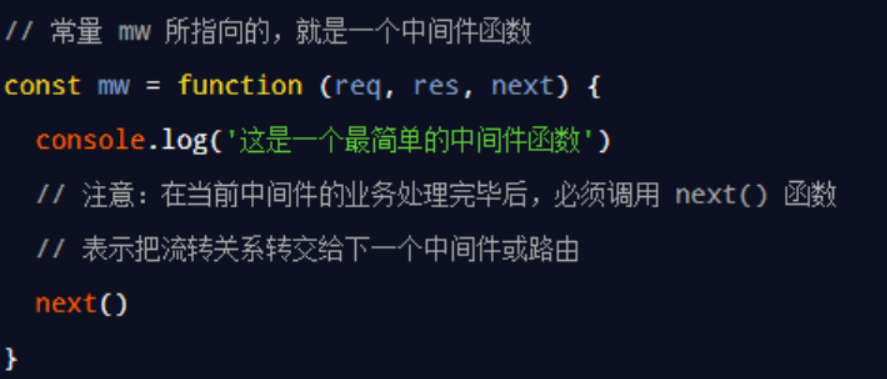 // 常量 mw 所指向的，就是一个中间件函数
const mw = function (req, res, next) {
  console.log('这是一个最简单的中间件函数')
  // 注意：在当前中间件的业务处理完毕后，必须调用 next() 函数
  // 表示把流转关系转交给下一个中间件或路由
  next()
}